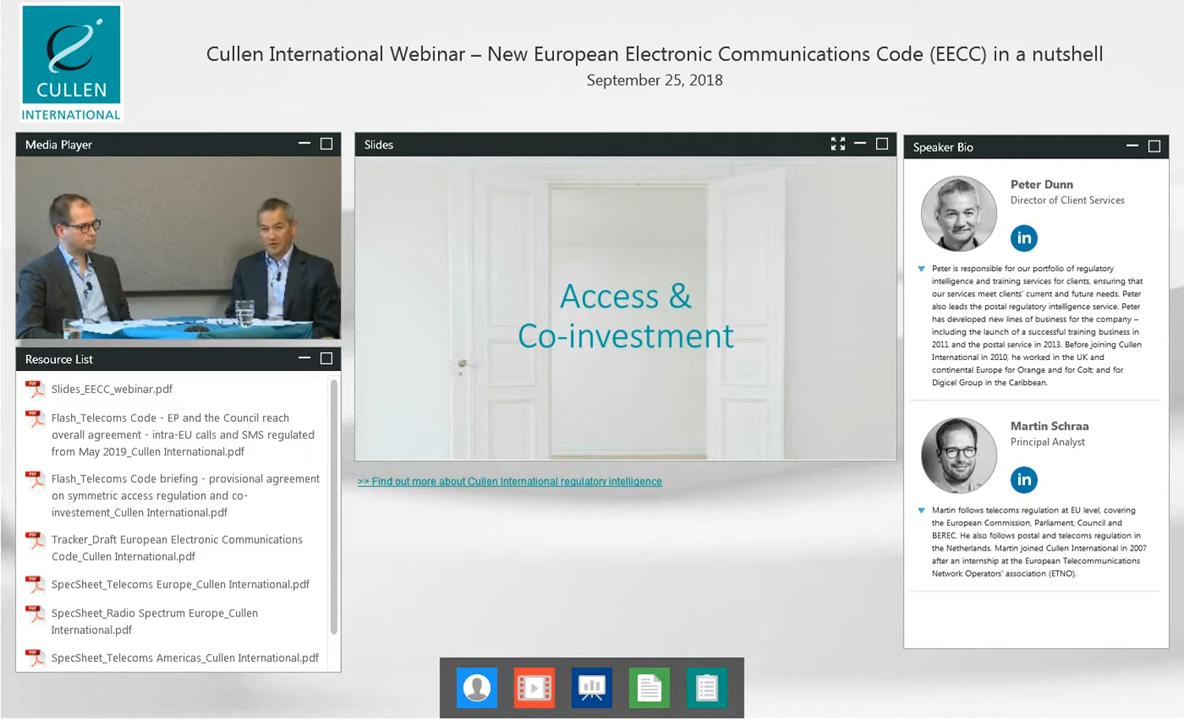 CULLEN
INTERNATIONAL
Cullen International Webinar – New European Electronic Communications Code (EECC) in a nutshell
September 25, 2018
Media Player
Resource List
Slides_EECC_webinar.pdf
Flash_Telecoms Code - EP and the Council reach
overall agreement - intra-EU calls and SMS regulated
from May 2019_Cullen International.pdf
Flash_Telecoms Code briefing - provisional agreement
on symmetric access regulation and co-
investement_Cullen International.pdf
Tracker_Draft European Electronic Communications
Code_Cullen International.pdf
SpecSheet_Telecoms Europe_Cullen International.pdf
SpecSheet_Radio Spectrum Europe_Cullen
International.pdf
SpecSheet_Telecoms Americas_Cullen International.pdf
Slides
Access &
Co-investment
>> Find out more about Cullen International regulatory intelligence
Speaker Bio
Peter Dunn
Director of Client Services
in
Peter is responsible for our portfolio of regulatory
intelligence and training services for clients, ensuring that
our services meet clients' current and future needs. Peter
also leads the postal regulatory intelligence service. Peter
has developed new lines of business for the company –
including the launch of a successful training business in
2011 and the postal service in 2013. Before joining Cullen
International in 2010, he worked in the UK and
continental Europe for Orange and for Colt; and for
Digicel Group in the Caribbean.
Martin Schraa
Principal Analyst
in
Martin follows telecoms regulation at EU level, covering
the European Commission, Parliament, Council and
BEREC. He also follows postal and telecoms regulation in
the Netherlands. Martin joined Cullen International in 2007
after an internship at the European Telecommunications
Network Operators' association (ETNO).